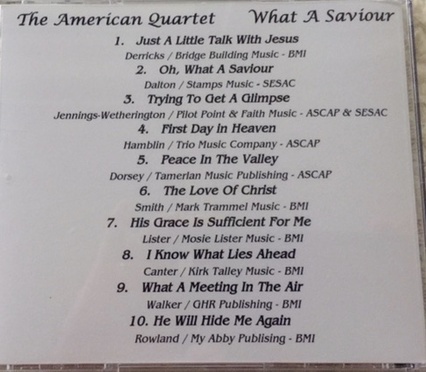 The American Quartet What A Saviour
1. Just A Little Talk With Jesus
Derricks / Bridge Building Music - BMI
2. Oh, What A Saviour
Dalton / Stamps Music - SESAC
3. Trying To Get A Glimpse
Jennings-Wetherington / Pilot Point & Faith Music - ASCAP & SESAC
4. First Day in Heaven
Hamblin / Trio Music Company - ASCAP
5. Peace In The Valley
Dorsey / Tamerlan Music Publishing - ASCAP
6. The Love Of Christ
Smith / Mark Trammel Music - BMI
7. His Grace Is Sufficient For Me
Lister / Mosie Lister Music - BMI
8. I Know What Lies Ahead
Canter / Kirk Talley Music - BMI
9. What A Meeting In The Air
Walker / GHR Publishing - BMI
10. He Will Hide Me Again
Rowland / My Abby Publising - BMI